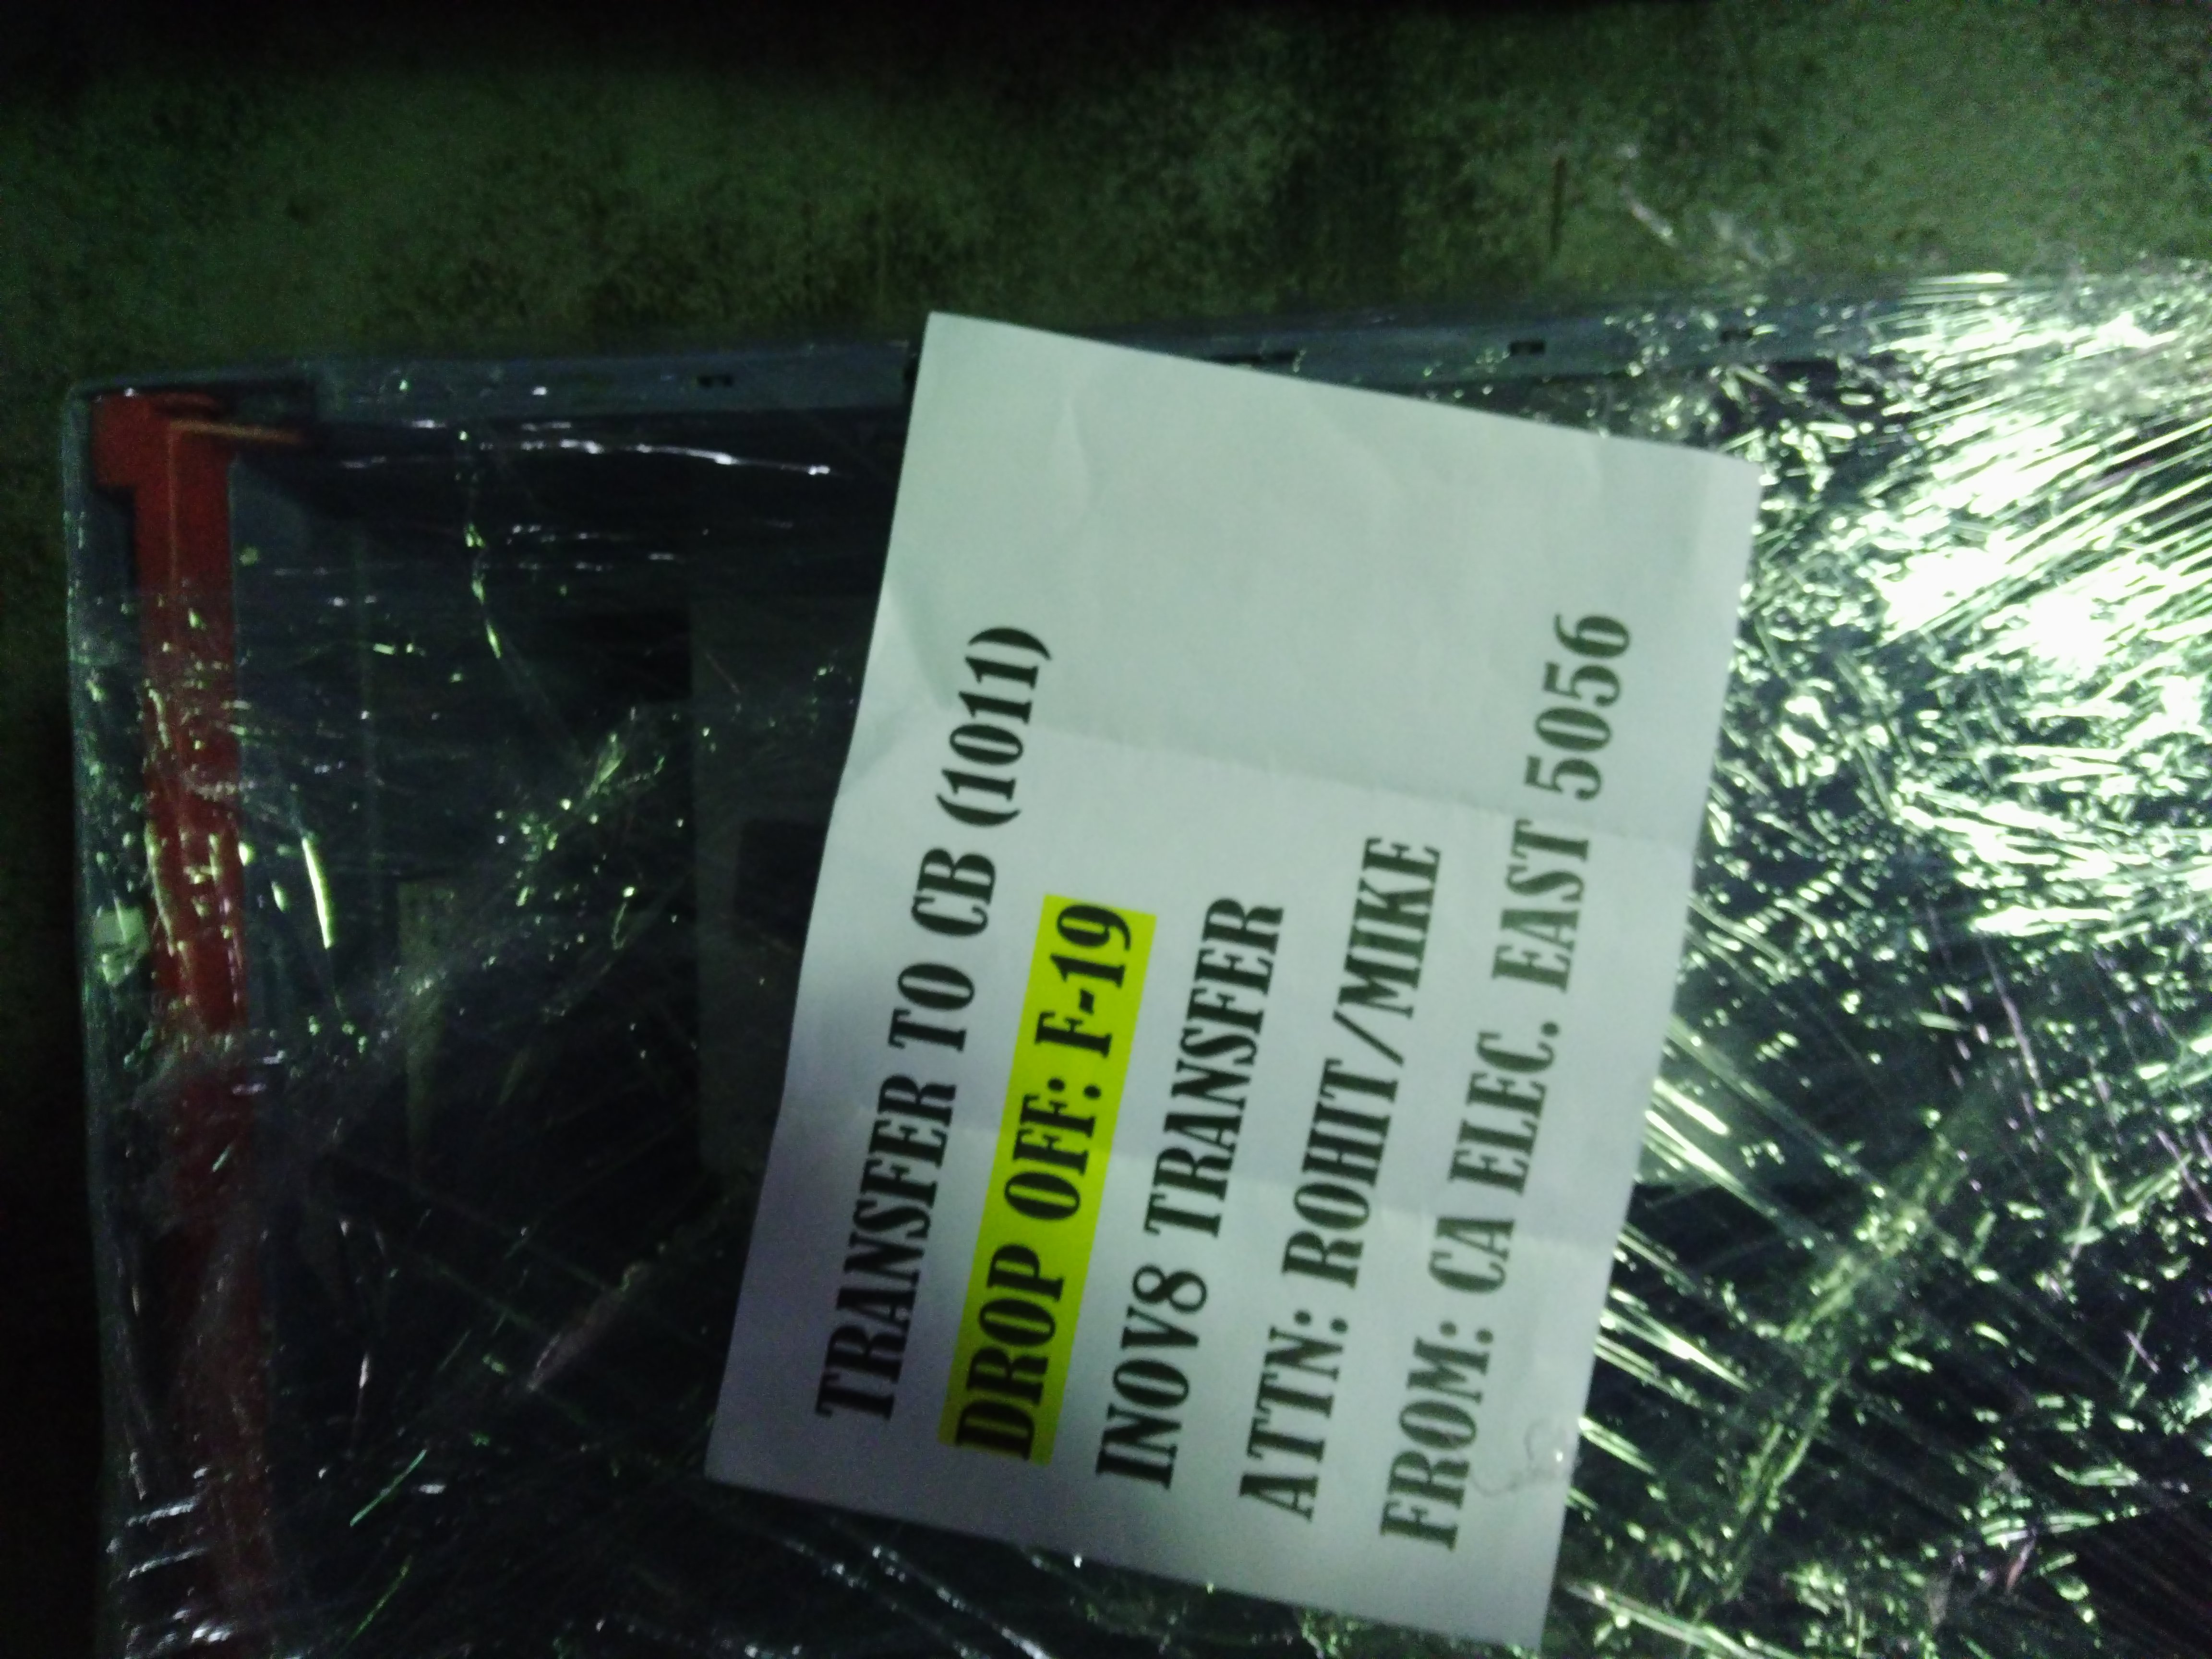 TRANSFER TO CB (1011)
DROP OFF: F-19
INOV8 TRANSFER
ATTN: ROHIT/MIKE
FROM: CA ELEC. EAST 5056